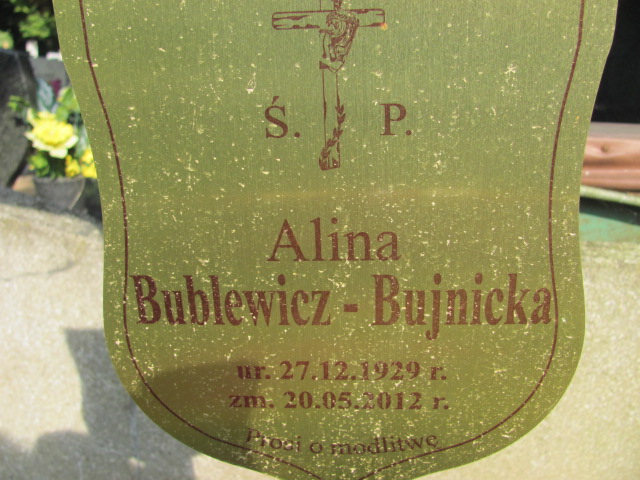 Ś. P.
Alina
Bublewicz - Bujnicka
ur. 27.12.1929 r.
zm. 20.05.2012 r.
Prosi o modlitwę